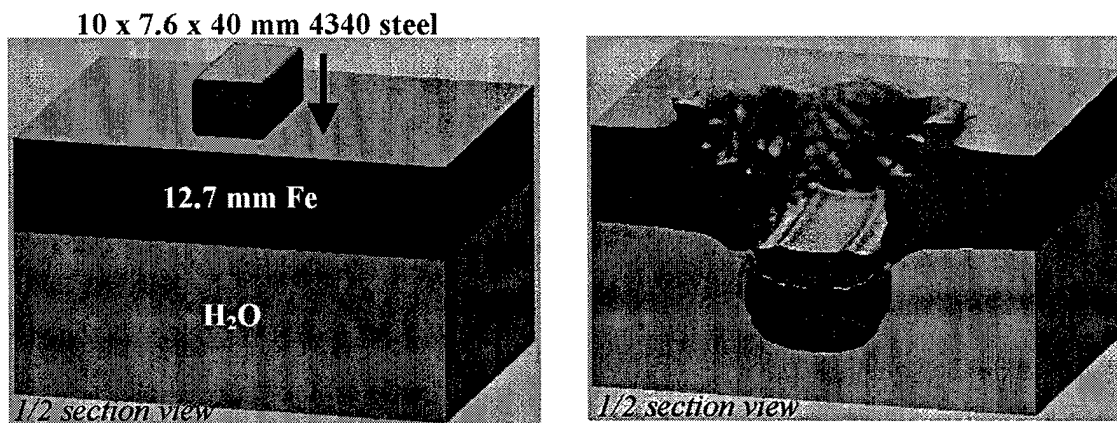 10 x 7.6 x 40 mm 4340 steel
12.7 mm Fe
H₂O
1/2 section view
1/2 section view